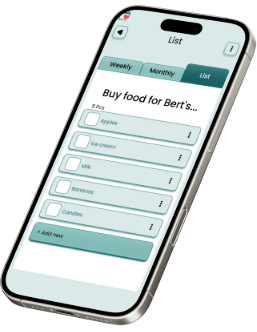 List
Weekly
Monthly
List
Buy food for Bert's...
5 Pcs
Apples
Ice cream
Milk
Bananas
Candies
+ Add new